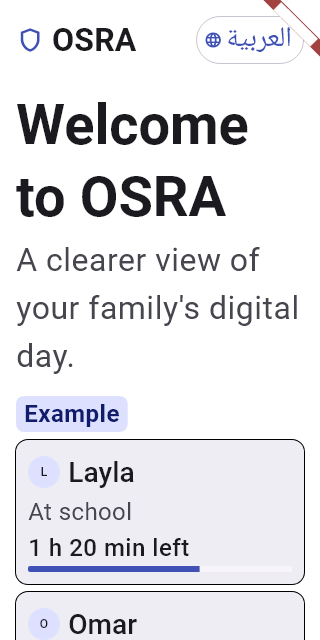 OSRA
العربية
Welcome
to OSRA
A clearer view of
your family's digital
day.
Example
L Layla
At school
1 h 20 min left
O Omar